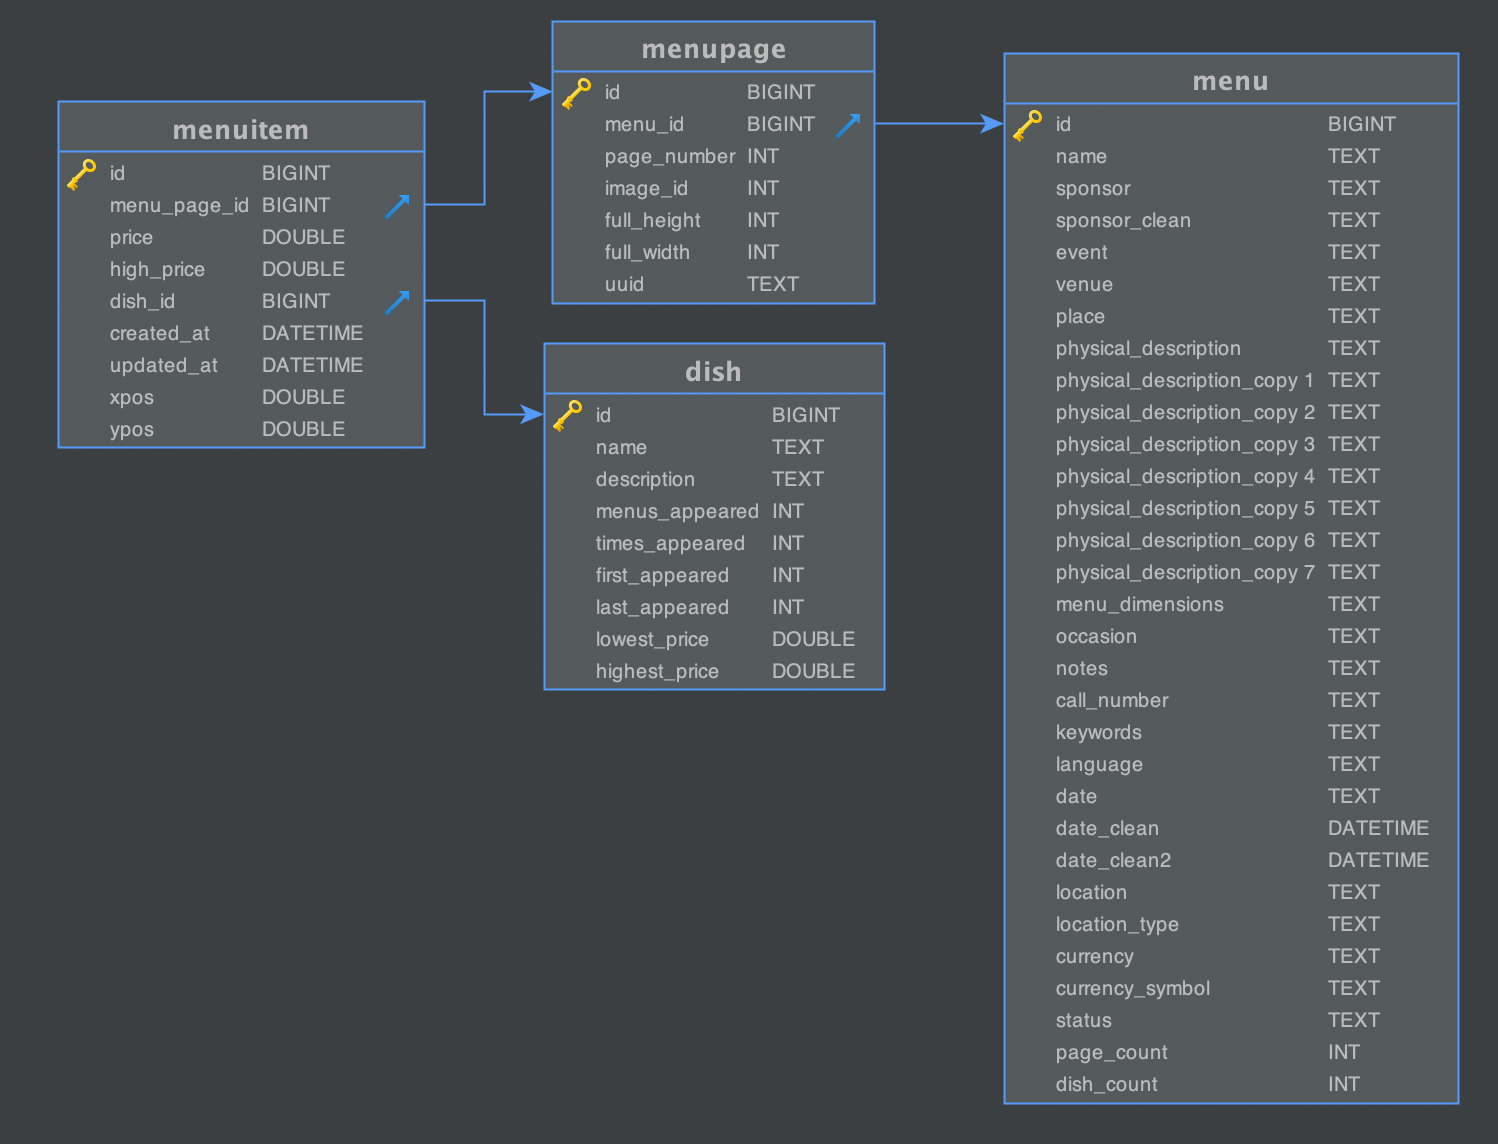 menuitem
id BIGINT
menu_page_id BIGINT
price DOUBLE
high_price DOUBLE
dish_id BIGINT
created_at DATETIME
updated_at DATETIME
xpos DOUBLE
ypos DOUBLE
menupage
id BIGINT
menu_id BIGINT
page_number INT
image_id INT
full_height INT
full_width INT
uuid TEXT
dish
id BIGINT
name TEXT
description TEXT
menus_appeared INT
times_appeared INT
first_appeared INT
last_appeared INT
lowest_price DOUBLE
highest_price DOUBLE
menu
id BIGINT
name TEXT
sponsor TEXT
sponsor_clean TEXT
event TEXT
venue TEXT
place TEXT
physical_description TEXT
physical_description_copy 1 TEXT
physical_description_copy 2 TEXT
physical_description_copy 3 TEXT
physical_description_copy 4 TEXT
physical_description_copy 5 TEXT
physical_description_copy 6 TEXT
physical_description_copy 7 TEXT
menu_dimensions TEXT
occasion TEXT
notes TEXT
call_number TEXT
keywords TEXT
language TEXT
date TEXT
date_clean DATETIME
date_clean2 DATETIME
location TEXT
location_type TEXT
currency TEXT
currency_symbol TEXT
status TEXT
page_count INT
dish_count INT